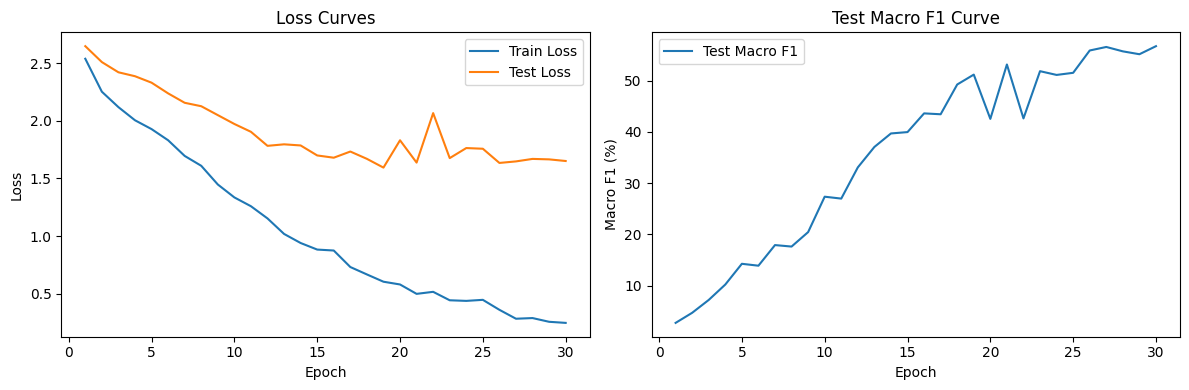 Loss Curves
Train Loss
Test Loss
2.5
2.0
1.5
1.0
0.5
Loss
0 5 10 15 20 25 30
Epoch
Test Macro F1 Curve
Test Macro F1
50
40
30
20
10
Macro F1 (%)
0 5 10 15 20 25 30
Epoch